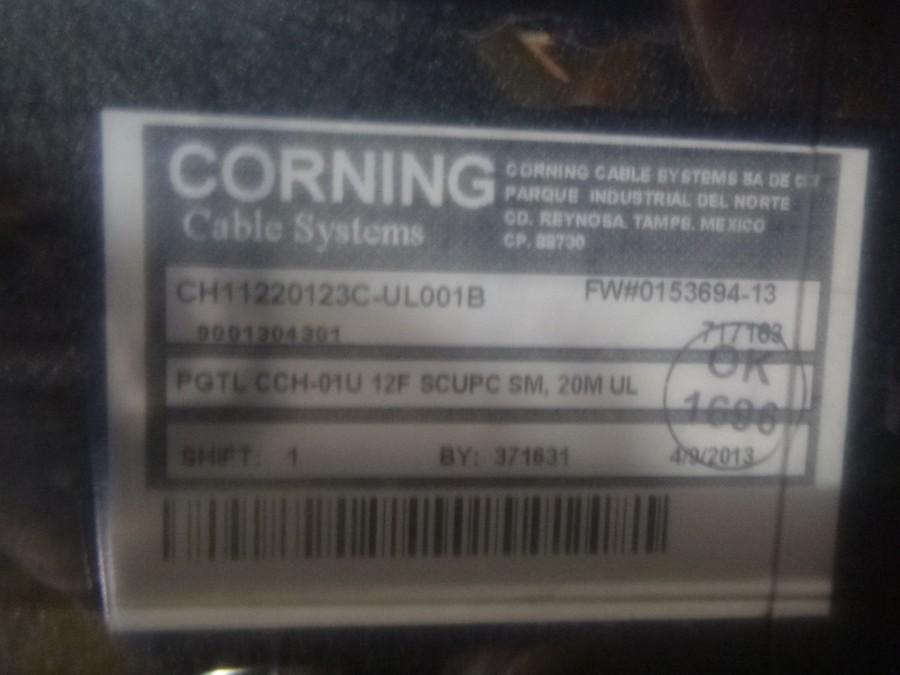 CORNING
Cable Systems
CORNING CABLE SYSTEMS SA DE
PARQUE INDUSTRIAL DEL NORTE
CD. REYNOSA. TAMPS. MEXICO
CP. 88730
CH11220123C-UL001B FW#0153694-13
9001304301 717163
PGTL CCH-01U 12F SCUPC SM, 20M UL
OK
1696
SHIFT: 1 BY: 371631 4/9/2013